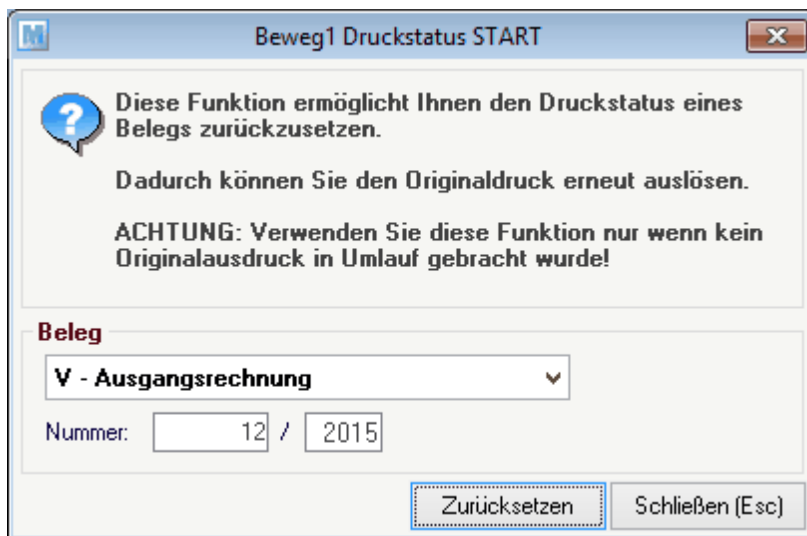 M
Beweg1 Druckstatus START
Diese Funktion ermöglicht Ihnen den Druckstatus eines
Belegs zurückzusetzen.
Dadurch können Sie den Originaldruck erneut auslösen.
ACHTUNG: Verwenden Sie diese Funktion nur wenn kein
Originalausdruck in Umlauf gebracht wurde!
Beleg
V - Ausgangsrechnung
Nummer: 12 / 2015
Zurücksetzen Schließen (Esc)